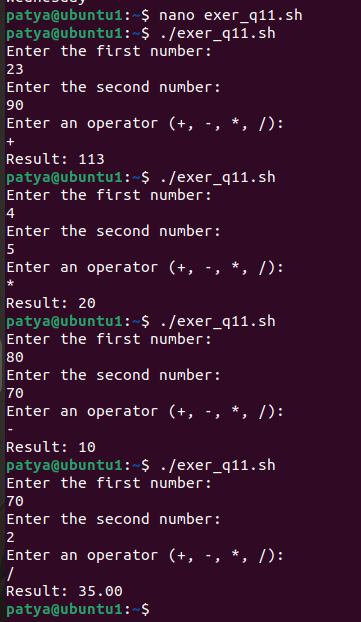 patya@ubuntu1:~$ nano exer_q11.sh
patya@ubuntu1:~$ ./exer_q11.sh
Enter the first number:
23
Enter the second number:
90
Enter an operator (+, -, *, /):
+
Result: 113
patya@ubuntu1:~$ ./exer_q11.sh
Enter the first number:
4
Enter the second number:
5
Enter an operator (+, -, *, /):
*
Result: 20
patya@ubuntu1:~$ ./exer_q11.sh
Enter the first number:
80
Enter the second number:
70
Enter an operator (+, -, *, /):
-
Result: 10
patya@ubuntu1:~$ ./exer_q11.sh
Enter the first number:
70
Enter the second number:
2
Enter an operator (+, -, *, /):
/
Result: 35.00
patya@ubuntu1:~$